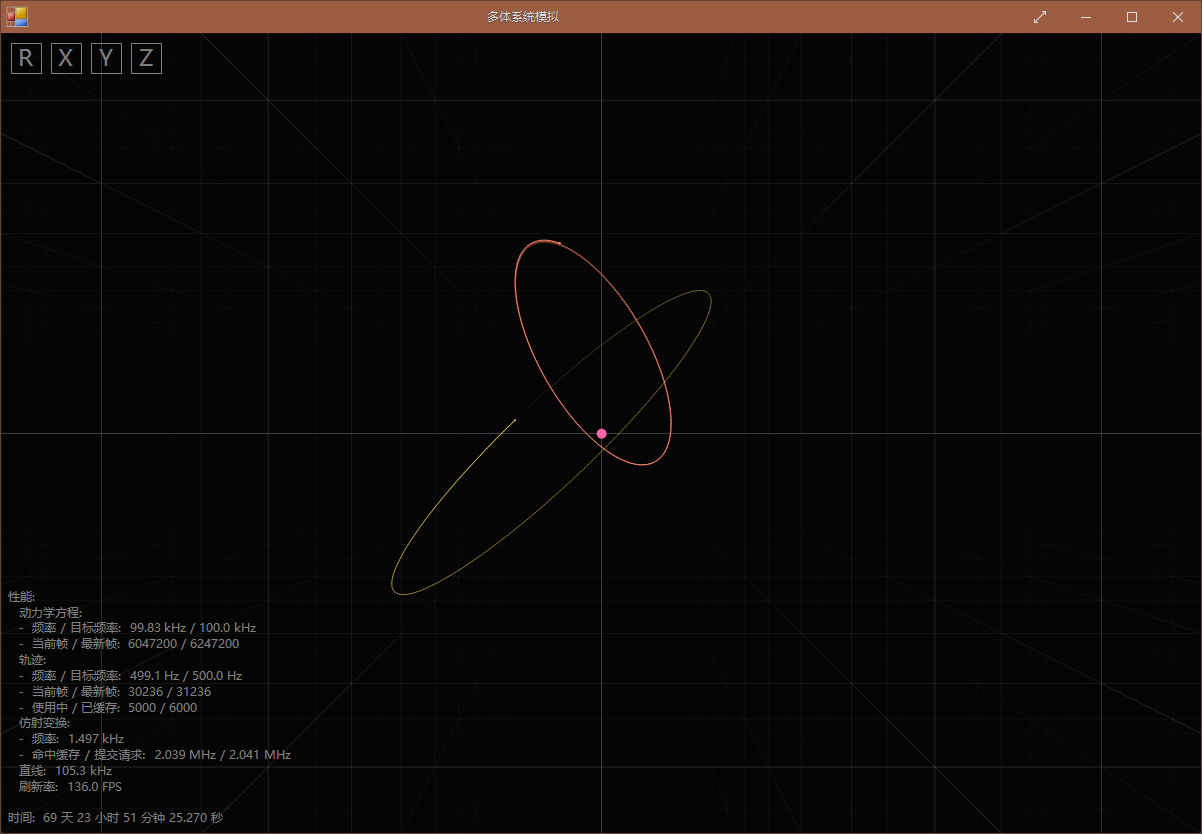 多体系统模拟
R X Y Z
性能:
动力学方程:
- 频率 / 目标频率: 99.83 kHz / 100.0 kHz
- 当前帧 / 最新帧: 6047200 / 6247200
轨迹:
- 频率 / 目标频率: 499.1 Hz / 500.0 Hz
- 当前帧 / 最新帧: 30236 / 31236
- 使用中 / 已缓存: 5000 / 6000
仿射变换:
- 频率: 1.497 kHz
- 命中缓存 / 提交请求: 2.039 MHz / 2.041 MHz
直线: 105.3 kHz
刷新率: 136.0 FPS
时间: 69 天 23 小时 51 分钟 25.270 秒